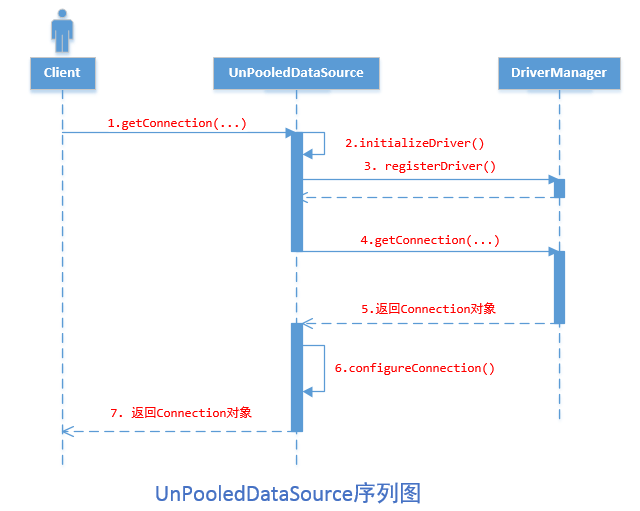 Client
UnPooledDataSource
DriverManager
1.getConnection(...)
2.initializeDriver()
3. registerDriver()
4.getConnection(...)
5.返回Connection对象
6.configureConnection()
7. 返回Connection对象
UnPooledDataSource序列图